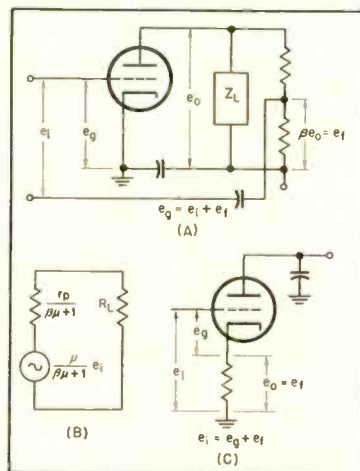 e_i
e_g
e_o
Z_L
βe_o = e_f
e_g = e_i + e_f
(A)
r_p
βμ+1
R_L
μ
βμ+1
e_i
(B)
e_g
e_i
e_o = e_f
e_i = e_g + e_f
(C)